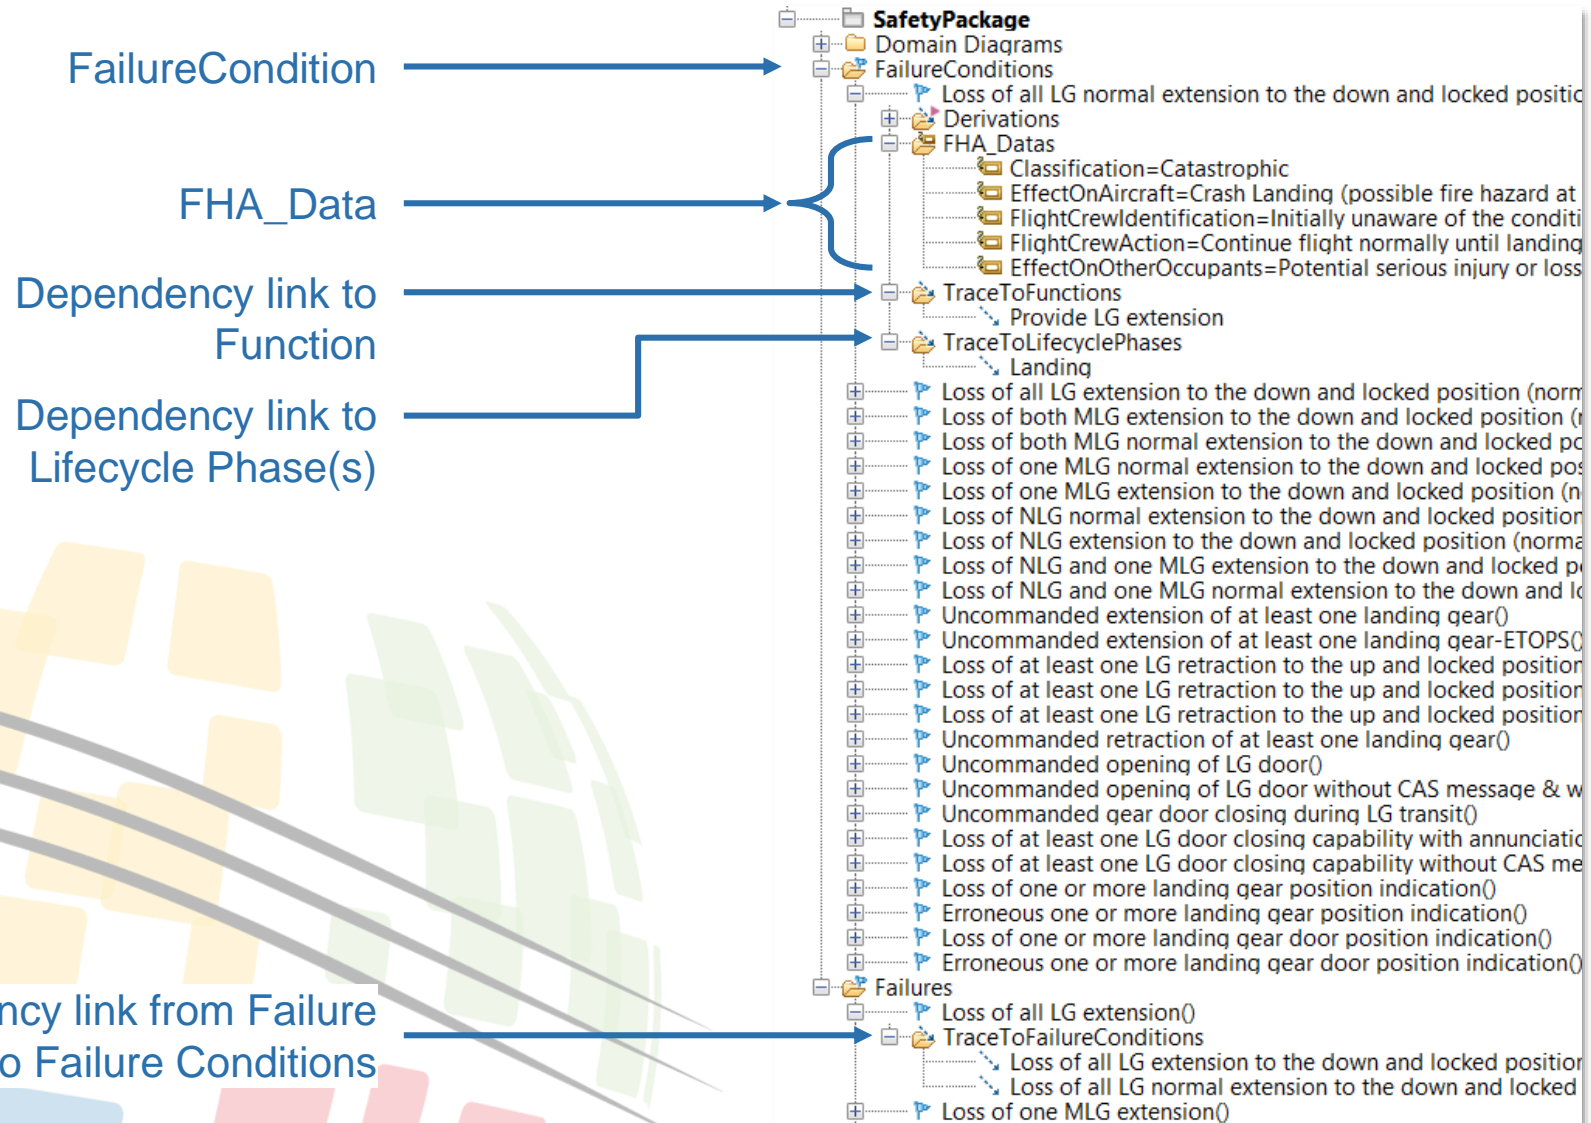 FailureCondition
FHA_Data
Dependency link to
Function
Dependency link to
Lifecycle Phase(s)
ncy link from Failure
o Failure Conditions
SafetyPackage
Domain Diagrams
FailureConditions
Loss of all LG normal extension to the down and locked positic
Derivations
FHA_Datas
Classification=Catastrophic
EffectOnAircraft=Crash Landing (possible fire hazard at
FlightCrewIdentification=Initially unaware of the conditi
FlightCrewAction=Continue flight normally until landing
EffectOnOtherOccupants=Potential serious injury or loss
TraceToFunctions
Provide LG extension
TraceToLifecyclePhases
Landing
Loss of all LG extension to the down and locked position (norm
Loss of both MLG extension to the down and locked position (
Loss of both MLG normal extension to the down and locked po
Loss of one MLG normal extension to the down and locked pos
Loss of one MLG extension to the down and locked position (n
Loss of NLG normal extension to the down and locked position
Loss of NLG extension to the down and locked position (norma
Loss of NLG and one MLG extension to the down and locked p
Loss of NLG and one MLG normal extension to the down and lo
Uncommanded extension of at least one landing gear()
Uncommanded extension of at least one landing gear-ETOPS()
Loss of at least one LG retraction to the up and locked position
Loss of at least one LG retraction to the up and locked position
Loss of at least one LG retraction to the up and locked position
Uncommanded retraction of at least one landing gear()
Uncommanded opening of LG door()
Uncommanded opening of LG door without CAS message & w
Uncommanded gear door closing during LG transit()
Loss of at least one LG door closing capability with annunciatic
Loss of at least one LG door closing capability without CAS me
Loss of one or more landing gear position indication()
Erroneous one or more landing gear position indication()
Loss of one or more landing gear door position indication()
Erroneous one or more landing gear door position indication()
Failures
Loss of all LG extension()
TraceToFailureConditions
Loss of all LG extension to the down and locked position
Loss of all LG normal extension to the down and locked
Loss of one MLG extension()